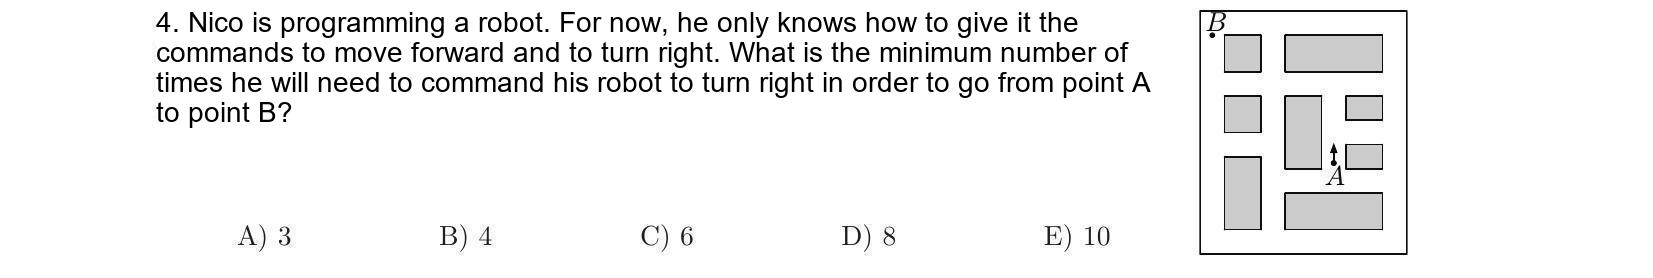 4. Nico is programming a robot. For now, he only knows how to give it the
commands to move forward and to turn right. What is the minimum number of
times he will need to command his robot to turn right in order to go from point A
to point B?
A) 3 B) 4 C) 6 D) 8 E) 10
B
A